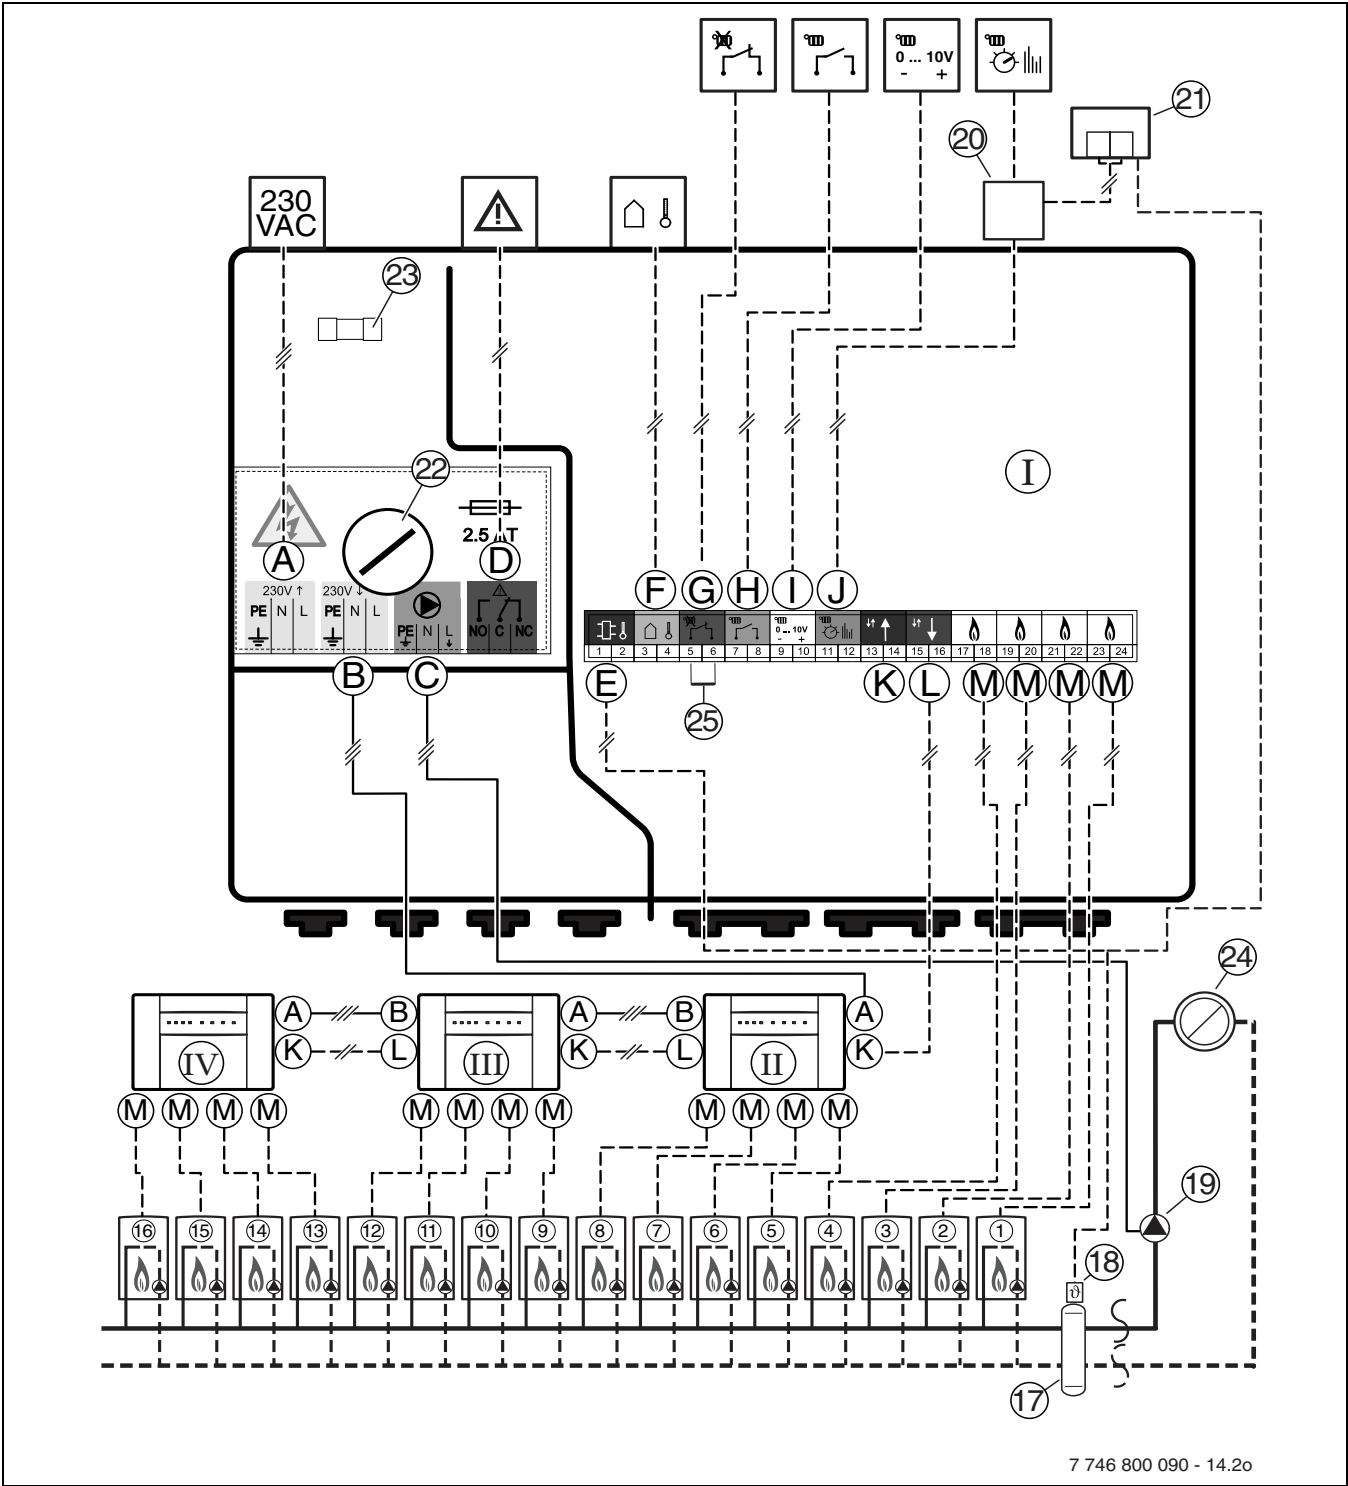 0 ... 10V
- +
21
20
230
VAC
23
I
22
2.5 AT
A
D
F
G
H
I
J
230V ↑
230V ↓
PE N L
PE N L
PE N L
NO C NC
0 ... 10V
- +
1 2 3 4 5 6 7 8 9 10 11 12 13 14 15 16 17 18 19 20 21 22 23 24
B
C
E
K
L
M
M
M
M
25
24
A
B
A
B
A
K
L
K
L
K
IV
III
II
M
M
M
M
M
M
M
M
M
M
M
M
19
16
15
14
13
12
11
10
9
8
7
6
5
4
3
2
1
18
ϑ
17
7 746 800 090 - 14.2o